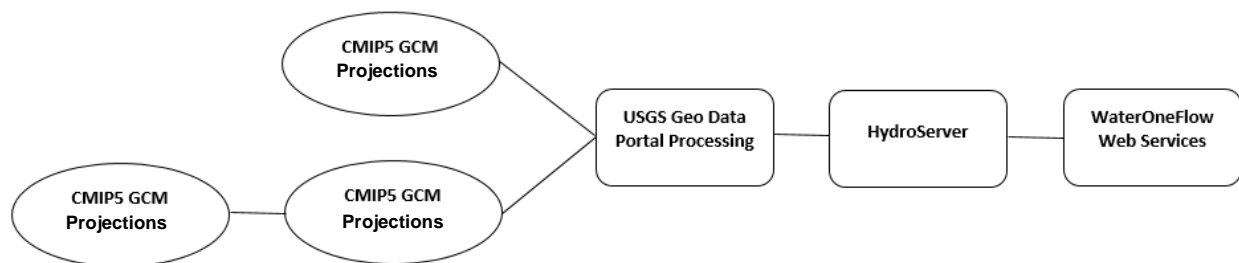 CMIP5 GCM
Projections
CMIP5 GCM
Projections
CMIP5 GCM
Projections
USGS Geo Data
Portal Processing
HydroServer
WaterOneFlow
Web Services